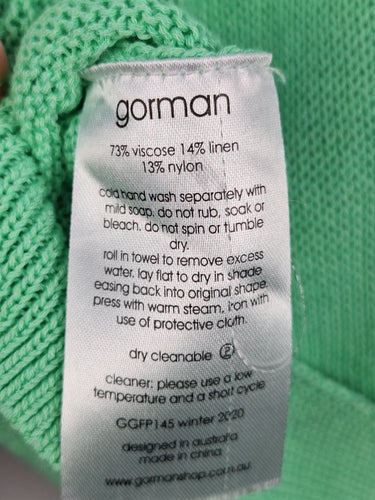 gorman
73% viscose 14% linen
13% nylon
cold hand wash separately with
mild soap. do not rub, soak or
bleach. do not spin or tumble
dry.
roll in towel to remove excess
water. lay flat to dry in shade
easing back into original shape.
press with warm steam. iron with
use of protective cloth.
dry cleanable P
cleaner: please use a low
temperature and a short cycle
GGFP145 winter 2020
designed in australia
made in china
www.gormanshop.com.au